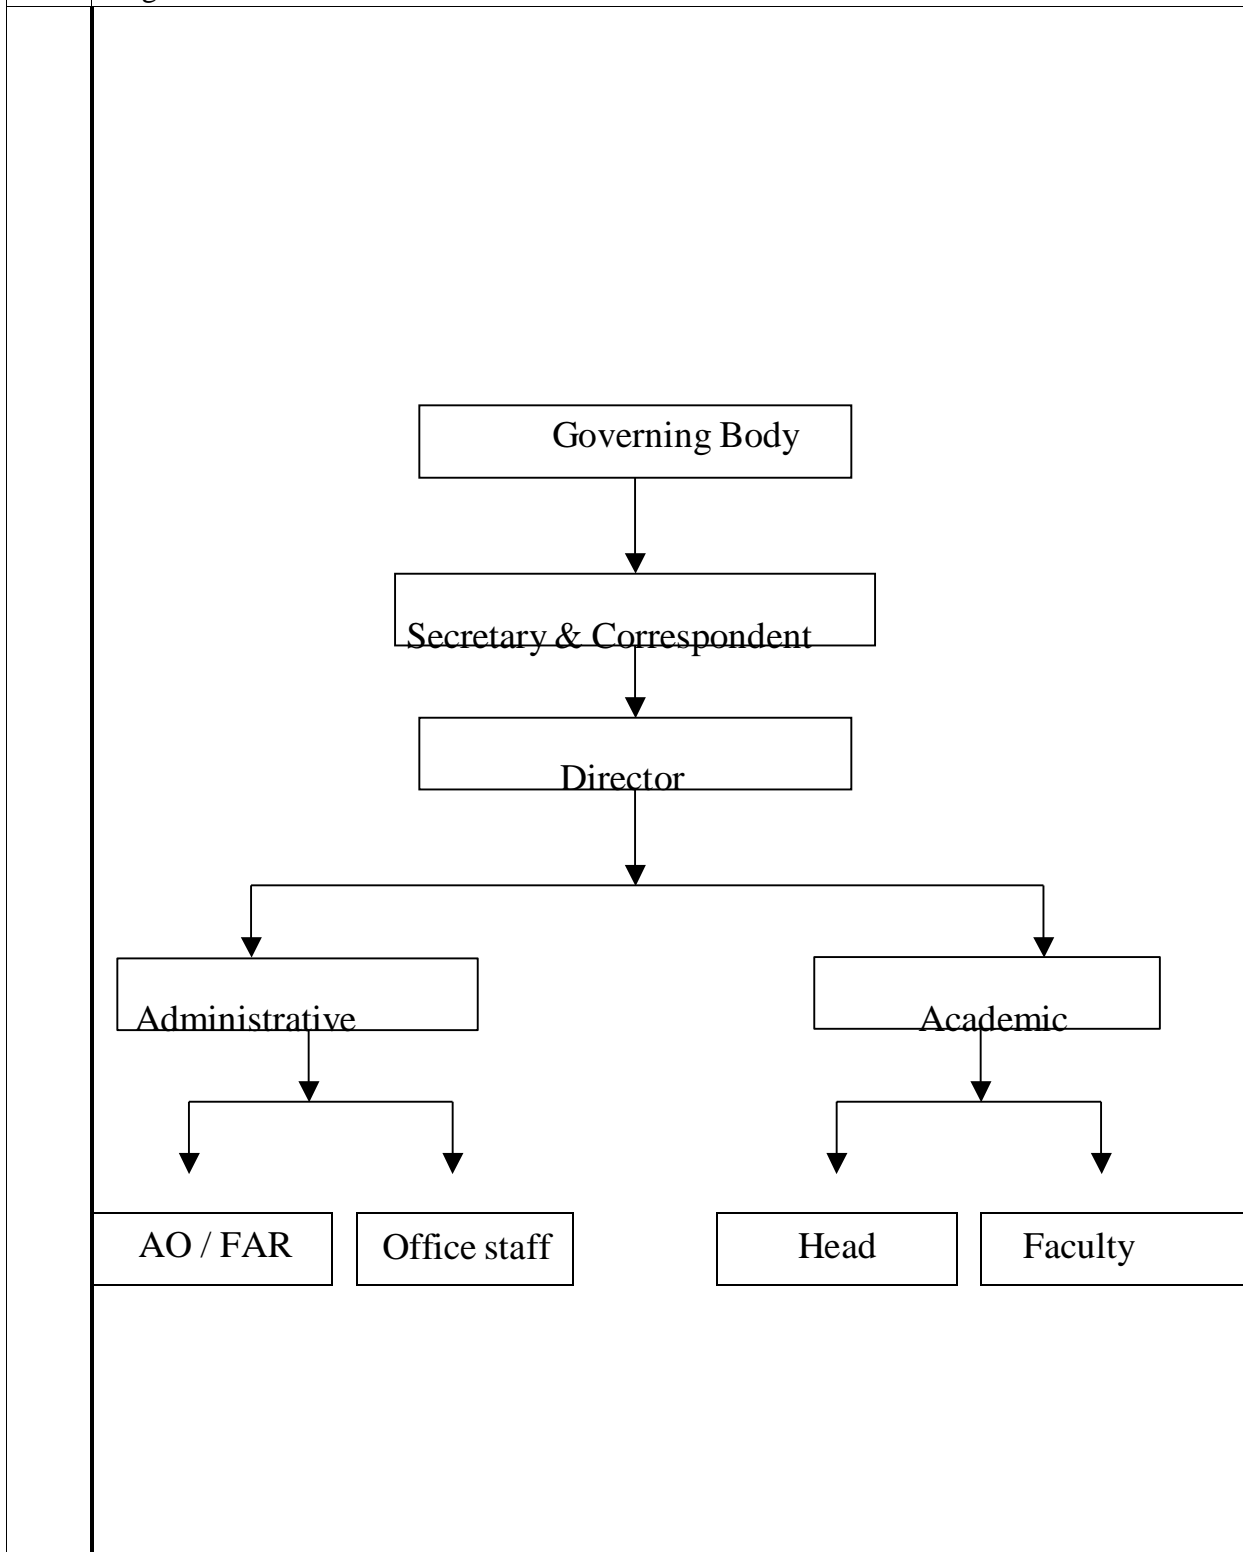 Governing Body
Secretary & Correspondent
Director
Administrative
Academic
AO / FAR
Office staff
Head
Faculty